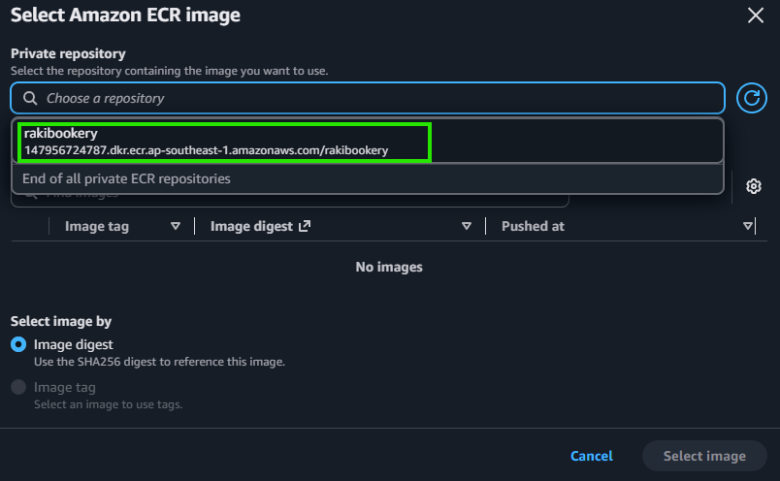 Select Amazon ECR image
Private repository
Select the repository containing the image you want to use.
Choose a repository
rakibookery
147956724787.dkr.ecr.ap-southeast-1.amazonaws.com/rakibookery
End of all private ECR repositories
Image tag
Image digest
Pushed at
No images
Select image by
Image digest
Use the SHA256 digest to reference this image.
Image tag
Select an image to use tags.
Cancel
Select image